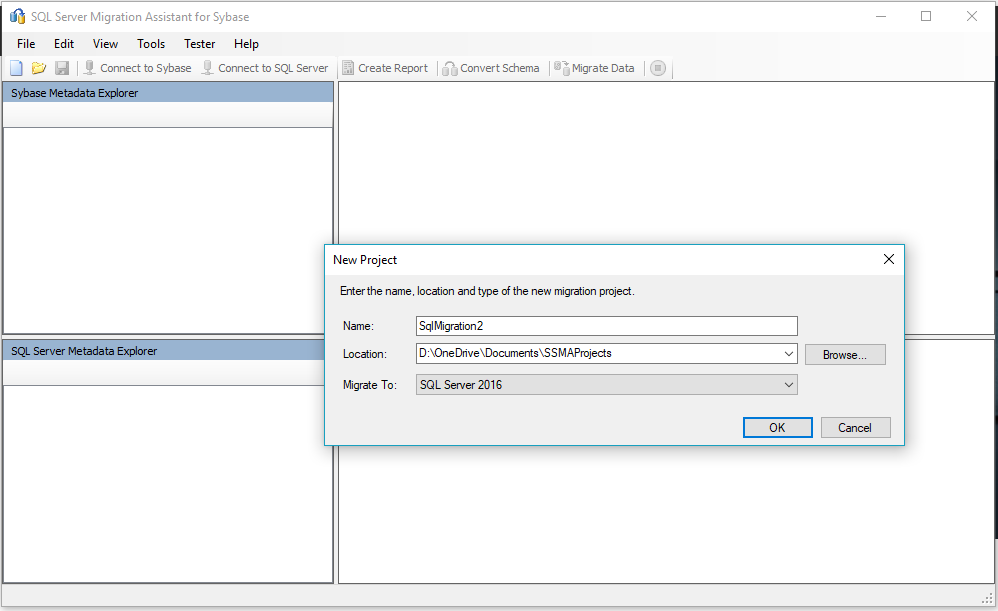 SQL Server Migration Assistant for Sybase
File Edit View Tools Tester Help
Connect to Sybase Connect to SQL Server Create Report Convert Schema Migrate Data
Sybase Metadata Explorer
New Project
Enter the name, location and type of the new migration project.
Name: SqlMigration2
Location: D:\OneDrive\Documents\SSMAProjects Browse...
Migrate To: SQL Server 2016
OK Cancel
SQL Server Metadata Explorer